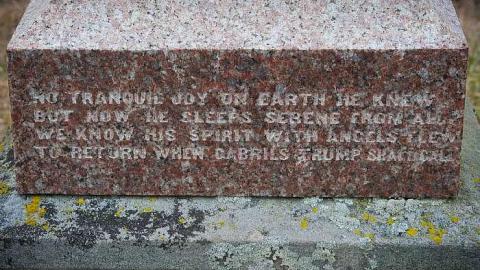 NO TRANQUIL JOY ON EARTH HE KNEW
BUT NOW HE SLEEPS SERENE FROM ALL
WE KNOW HIS SPIRIT WITH ANGELS FLEW
TO RETURN WHEN GABRILS TRUMP SHALL CALL